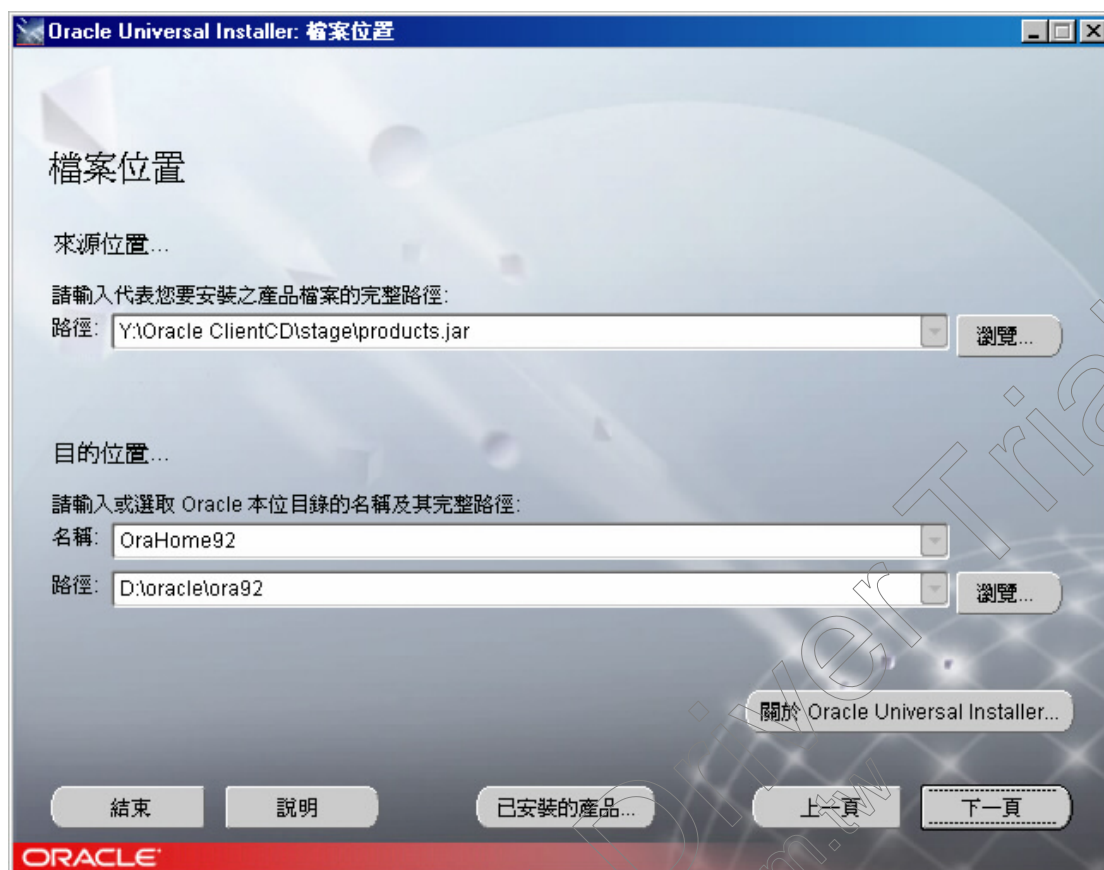 Oracle Universal Installer: 檔案位置
檔案位置
來源位置...
請輸入代表您要安裝之產品檔案的完整路徑:
路徑: Y:\Oracle ClientCD\stage\products.jar 瀏覽...
目的位置...
請輸入或選取 Oracle 本位目錄的名稱及其完整路徑:
名稱: OraHome92
路徑: D:\oracle\ora92 瀏覽...
關於 Oracle Universal Installer...
結束 說明 已安裝的產品... 上一頁 下一頁
ORACLE
Driver Tria
m.tw